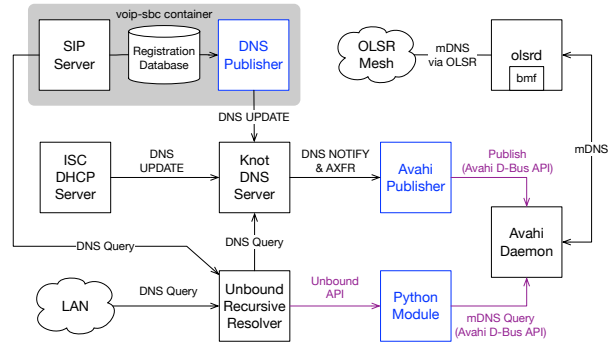 voip-sbc container
SIP
Server
Registration
Database
DNS
Publisher
OLSR
Mesh
mDNS
via OLSR
olsrd
bmf
DNS UPDATE
mDNS
ISC
DHCP
Server
DNS
UPDATE
Knot
DNS
Server
DNS NOTIFY
& AXFR
Avahi
Publisher
Publish
(Avahi D-Bus API)
Avahi
Daemon
DNS Query
DNS Query
LAN
DNS Query
Unbound
Recursive
Resolver
Unbound
API
Python
Module
mDNS Query
(Avahi D-Bus API)